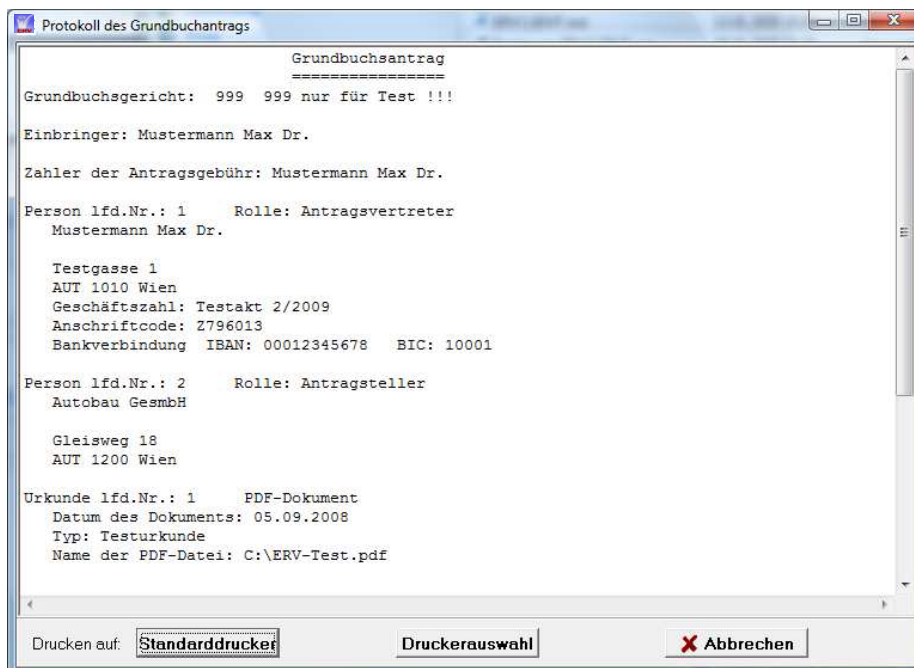 Protokoll des Grundbuchantrags
Grundbuchsantrag
================
Grundbuchsgericht:  999  999 nur für Test !!!
Einbringer: Mustermann Max Dr.
Zahler der Antragsgebühr: Mustermann Max Dr.
Person lfd.Nr.: 1     Rolle: Antragsvertreter
Mustermann Max Dr.
Testgasse 1
AUT 1010 Wien
Geschäftszahl: Testakt 2/2009
Anschriftcode: Z796013
Bankverbindung  IBAN: 00012345678   BIC: 10001
Person lfd.Nr.: 2     Rolle: Antragsteller
Autobau GesmbH
Gleisweg 18
AUT 1200 Wien
Urkunde lfd.Nr.: 1     PDF-Dokument
Datum des Dokuments: 05.09.2008
Typ: Testurkunde
Name der PDF-Datei: C:\ERV-Test.pdf
Drucken auf: Standarddrucker Druckerauswahl Abbrechen